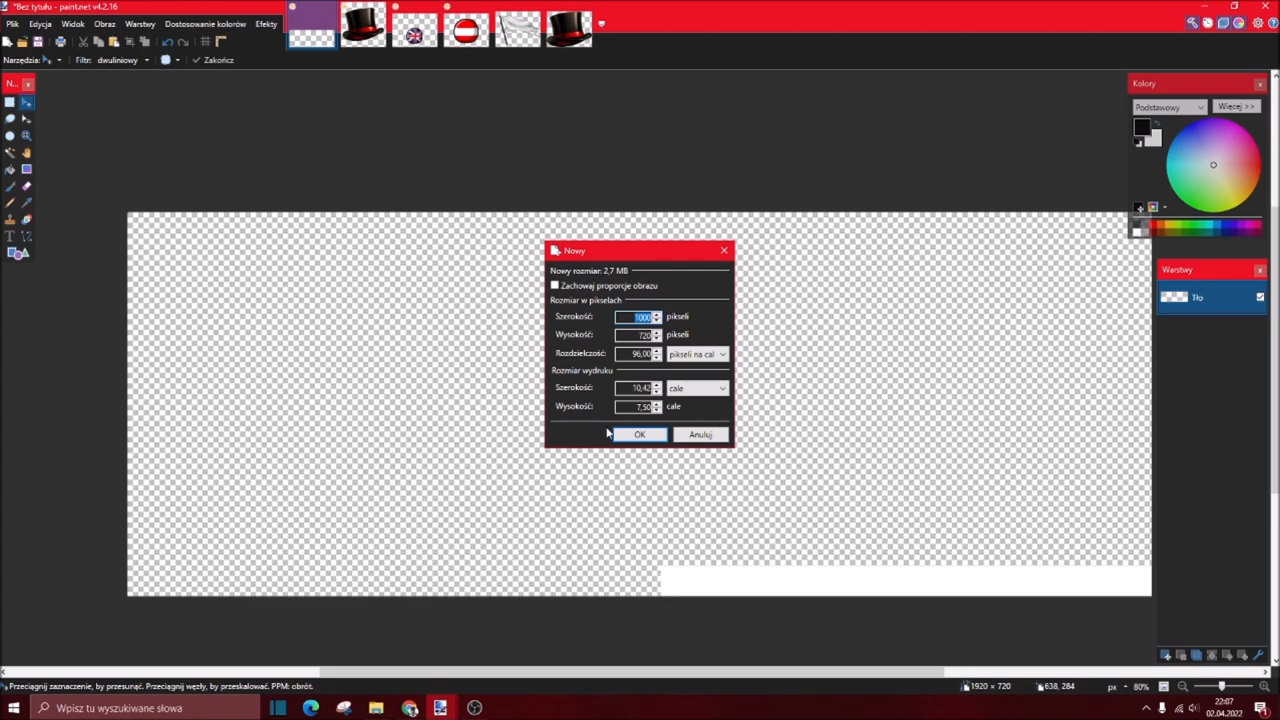 *Bez tytułu - paint.net v4.2.16
Plik Edycja Widok Obraz Warstwy Dostosowanie kolorów Efekty
Narzędzia: Filtr: dwuliniowy Zakończ
N...
Kolory
Podstawowy Więcej >>
Warstwy
Tło
Nowy
Nowy rozmiar: 2,7 MB
Zachowaj proporcje obrazu
Rozmiar w pikselach
Szerokość: 1000 pikseli
Wysokość: 720 pikseli
Rozdzielczość: 96,00 pikseli na cal
Rozmiar wydruku
Szerokość: 10,42 cale
Wysokość: 7,50 cale
OK Anuluj
Przeciągnij zaznaczenie, by przesunąć. Przeciągnij węzły, by przeskalować. PPM: obrót.
1920 × 720 638, 284 px 80%
Wpisz tu wyszukiwane słowa
22:07
02.04.2022
1